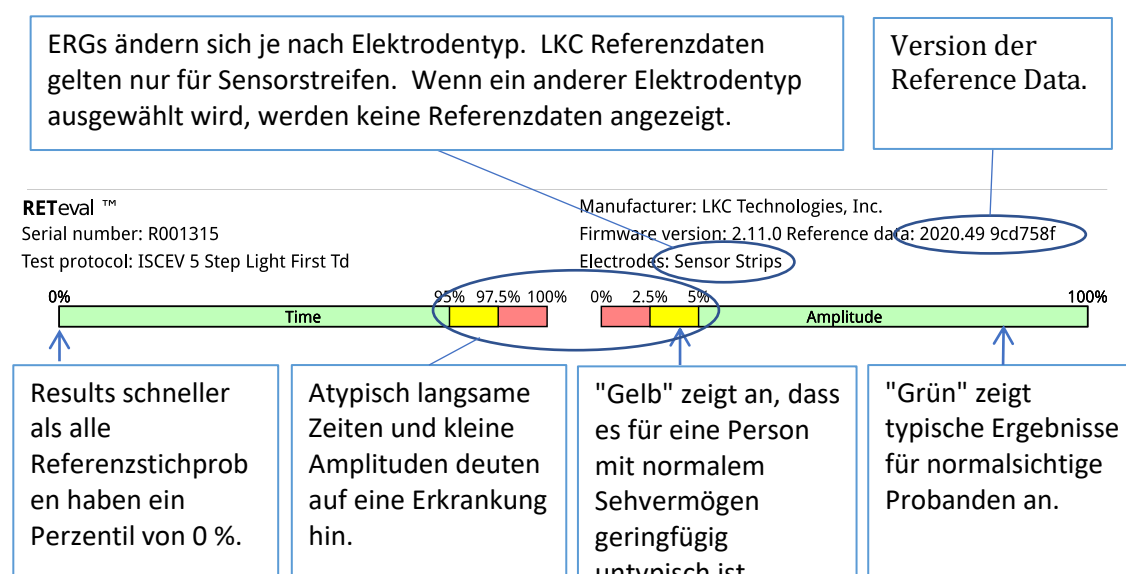 ERGs ändern sich je nach Elektrodentyp.  LKC Referenzdaten
gelten nur für Sensorstreifen.  Wenn ein anderer Elektrodentyp
ausgewählt wird, werden keine Referenzdaten angezeigt.
Version der
Reference Data.
RETeval ™
Serial number: R001315
Test protocol: ISCEV 5 Step Light First Td
Manufacturer: LKC Technologies, Inc.
Firmware version: 2.11.0 Reference data: 2020.49 9cd758f
Electrodes: Sensor Strips
0% 95% 97.5% 100%
Time
0% 2.5% 5% 100%
Amplitude
Results schneller
als alle
Referenzstichprob
en haben ein
Perzentil von 0 %.
Atypisch langsame
Zeiten und kleine
Amplituden deuten
auf eine Erkrankung
hin.
"Gelb" zeigt an, dass
es für eine Person
mit normalem
Sehvermögen
geringfügig
untypisch ist
"Grün" zeigt
typische Ergebnisse
für normalsichtige
Probanden an.